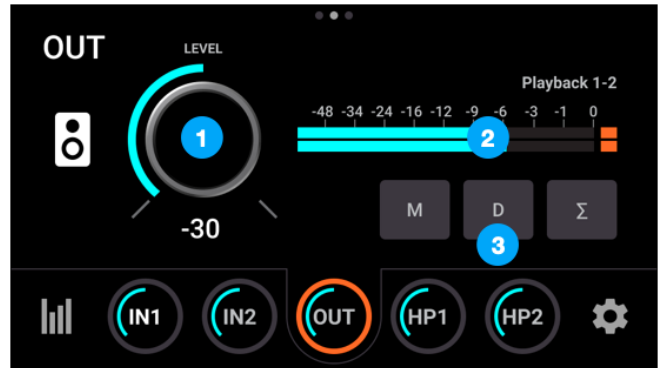 OUT
LEVEL
Playback 1-2
-48 -34 -24 -16 -12 -9 -6 -3 -1 0
1
2
-30
M D Σ
3
IN1 IN2 OUT HP1 HP2